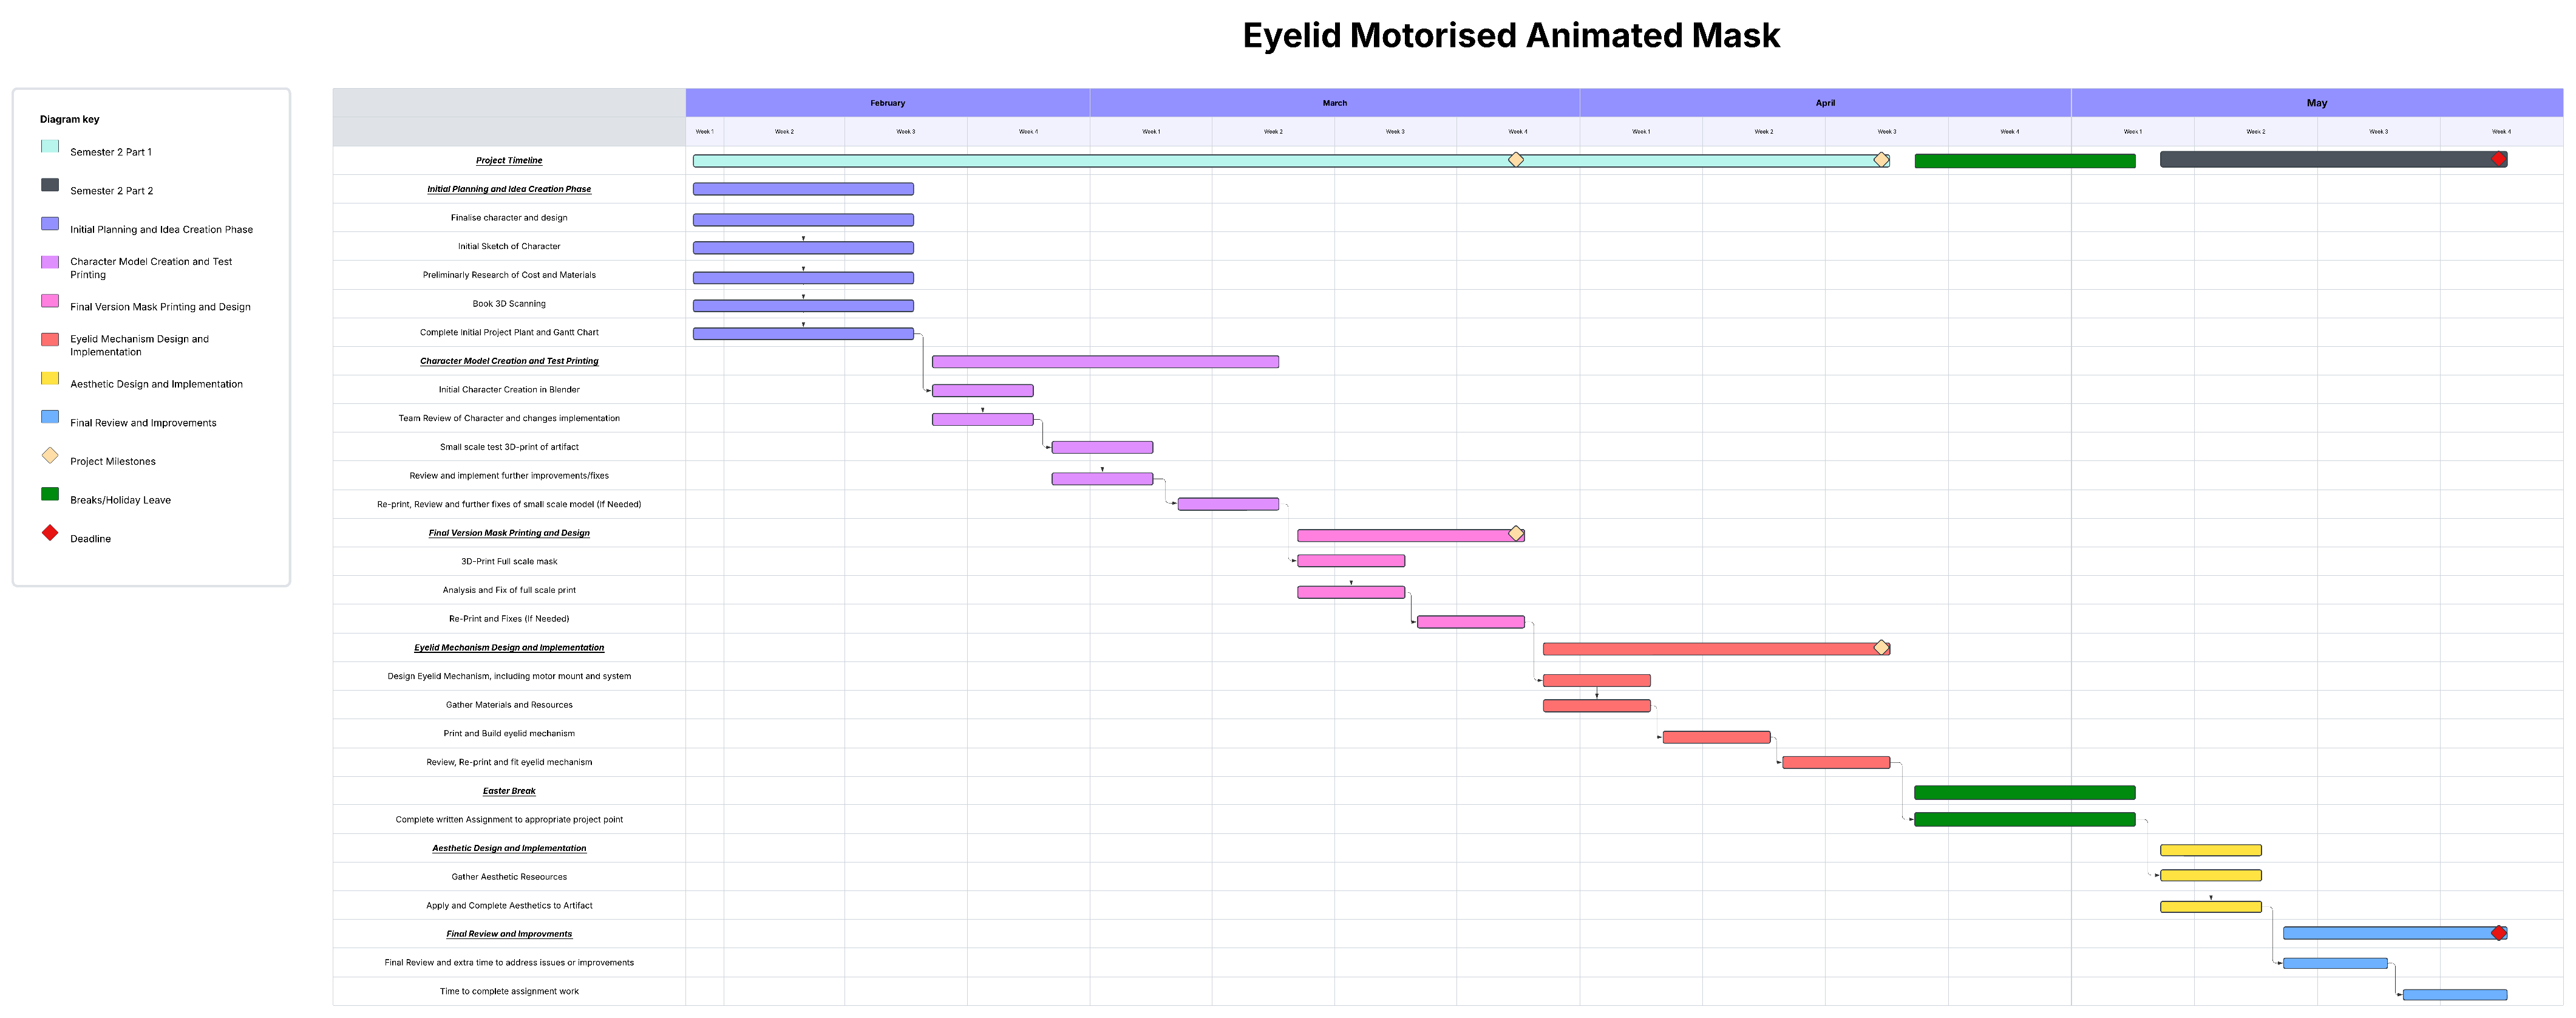 Eyelid Motorised Animated Mask
Diagram key
Semester 2 Part 1
Semester 2 Part 2
Initial Planning and Idea Creation Phase
Character Model Creation and Test
Printing
Final Version Mask Printing and Design
Eyelid Mechanism Design and
Implementation
Aesthetic Design and Implementation
Final Review and Improvements
Project Milestones
Breaks/Holiday Leave
Deadline
February March April May
Week 1 Week 2 Week 3 Week 4 Week 1 Week 2 Week 3 Week 4 Week 1 Week 2 Week 3 Week 4 Week 1 Week 2 Week 3 Week 4
Project Timeline
Initial Planning and Idea Creation Phase
Finalise character and design
Initial Sketch of Character
Preliminarly Research of Cost and Materials
Book 3D Scanning
Complete Initial Project Plant and Gantt Chart
Character Model Creation and Test Printing
Initial Character Creation in Blender
Team Review of Character and changes implementation
Small scale test 3D-print of artifact
Review and implement further improvements/fixes
Re-print, Review and further fixes of small scale model (If Needed)
Final Version Mask Printing and Design
3D-Print Full scale mask
Analysis and Fix of full scale print
Re-Print and Fixes (If Needed)
Eyelid Mechanism Design and Implementation
Design Eyelid Mechanism, including motor mount and system
Gather Materials and Resources
Print and Build eyelid mechanism
Review, Re-print and fit eyelid mechanism
Easter Break
Complete written Assignment to appropriate project point
Aesthetic Design and Implementation
Gather Aesthetic Reseources
Apply and Complete Aesthetics to Artifact
Final Review and Improvments
Final Review and extra time to address issues or improvements
Time to complete assignment work